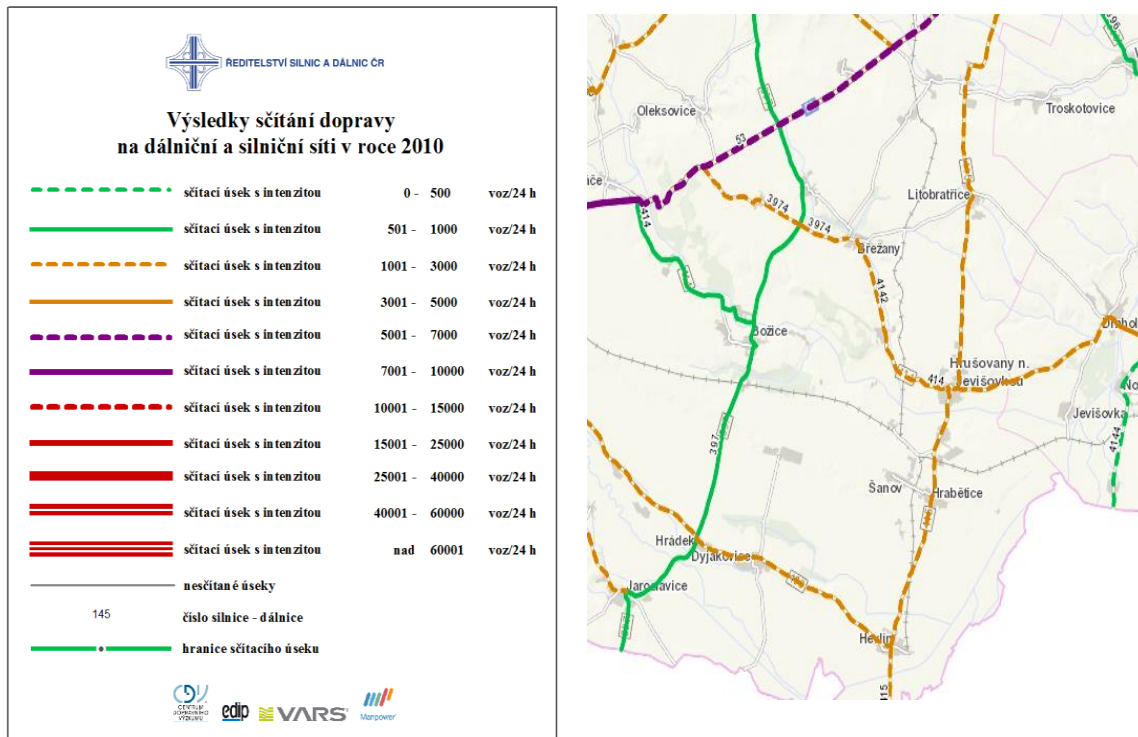 ŘEDITELSTVÍ SILNIC A DÁLNIC ČR
Výsledky sčítání dopravy
na dálniční a silniční síti v roce 2010
sčítací úsek s intenzitou 0 - 500 voz/24 h
sčítací úsek s intenzitou 501 - 1000 voz/24 h
sčítací úsek s intenzitou 1001 - 3000 voz/24 h
sčítací úsek s intenzitou 3001 - 5000 voz/24 h
sčítací úsek s intenzitou 5001 - 7000 voz/24 h
sčítací úsek s intenzitou 7001 - 10000 voz/24 h
sčítací úsek s intenzitou 10001 - 15000 voz/24 h
sčítací úsek s intenzitou 15001 - 25000 voz/24 h
sčítací úsek s intenzitou 25001 - 40000 voz/24 h
sčítací úsek s intenzitou 40001 - 60000 voz/24 h
sčítací úsek s intenzitou nad 60001 voz/24 h
nesčítané úseky
145 číslo silnice - dálnice
hranice sčítacího úseku
CENTRUM
DOPRAVNÍHO
VÝZKUMU
edip
VARS
Manpower
396
Oleksovice
Troskotovice
53
414
Litobratřice
3974
3974
Břežany
4142
Božice
Hrušovany n.
Jevišovkou
414
Jevišovka
4144
397
Šanov
Hrabětice
Hrádek
Dyjákovice
Jaroslavice
Hevlín
415